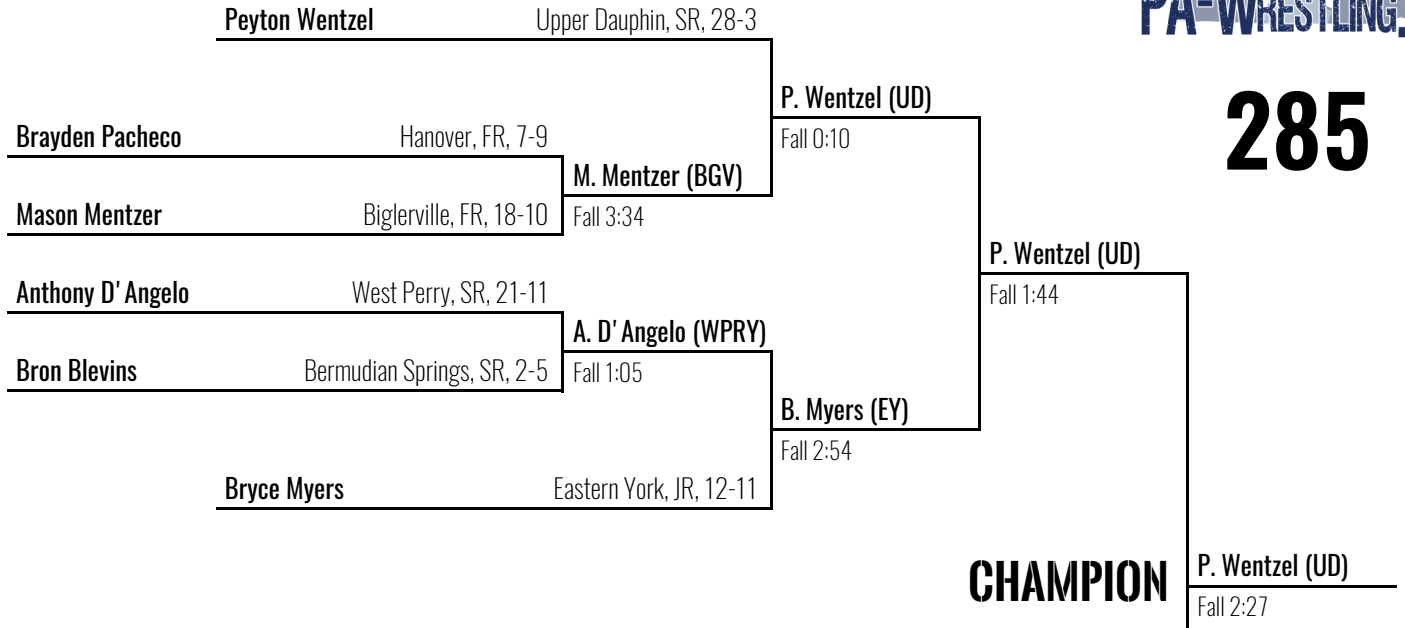 Peyton Wentzel Upper Dauphin, SR, 28-3
PA-WRESTLING.
P. Wentzel (UD)
285
Brayden Pacheco Hanover, FR, 7-9
Fall 0:10
M. Mentzer (BGV)
Mason Mentzer Biglerville, FR, 18-10
Fall 3:34
P. Wentzel (UD)
Anthony D'Angelo West Perry, SR, 21-11
Fall 1:44
A. D'Angelo (WPRY)
Bron Blevins Bermudian Springs, SR, 2-5
Fall 1:05
B. Myers (EY)
Fall 2:54
Bryce Myers Eastern York, JR, 12-11
CHAMPION
P. Wentzel (UD)
Fall 2:27